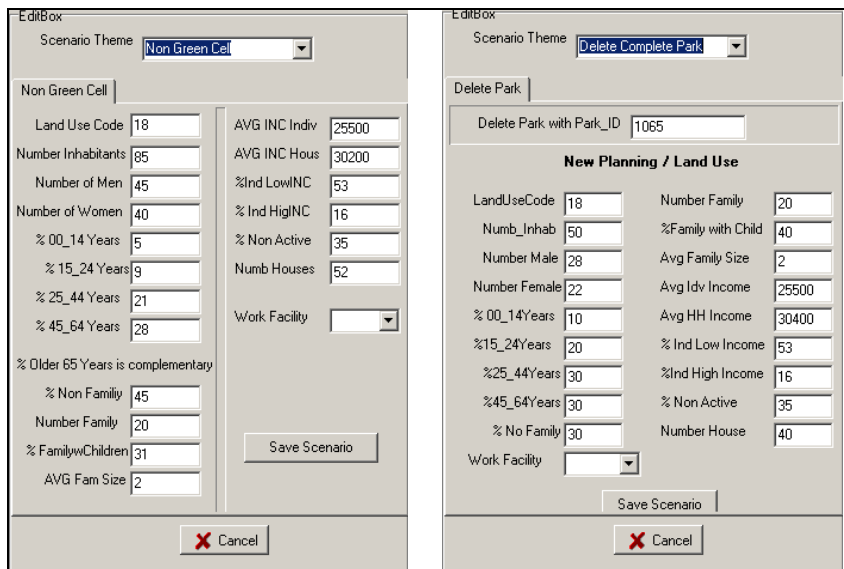 EditBox
Scenario Theme Non Green Cell
Non Green Cell
Land Use Code 18
Number Inhabitants 85
Number of Men 45
Number of Women 40
% 00_14 Years 5
% 15_24 Years 9
% 25_44 Years 21
% 45_64 Years 28
% Older 65 Years is complementary
% Non Familiy 45
Number Family 20
% FamilywChildren 31
AVG Fam Size 2
AVG INC Indiv 25500
AVG INC Hous 30200
%Ind LowINC 53
% Ind HigINC 16
% Non Active 35
Numb Houses 52
Work Facility
Save Scenario
Cancel
EditBox
Scenario Theme Delete Complete Park
Delete Park
Delete Park with Park_ID 1065
New Planning / Land Use
LandUseCode 18
Numb_Inhab 50
Number Male 28
Number Female 22
% 00_14Years 10
%15_24Years 20
%25_44Years 30
%45_64Years 30
% No Family 30
Work Facility
Number Family 20
%Family with Child 40
Avg Family Size 2
Avg Idv Income 25500
Avg HH Income 30400
% Ind Low Income 53
%Ind High Income 16
% Non Active 35
Number House 40
Save Scenario
Cancel